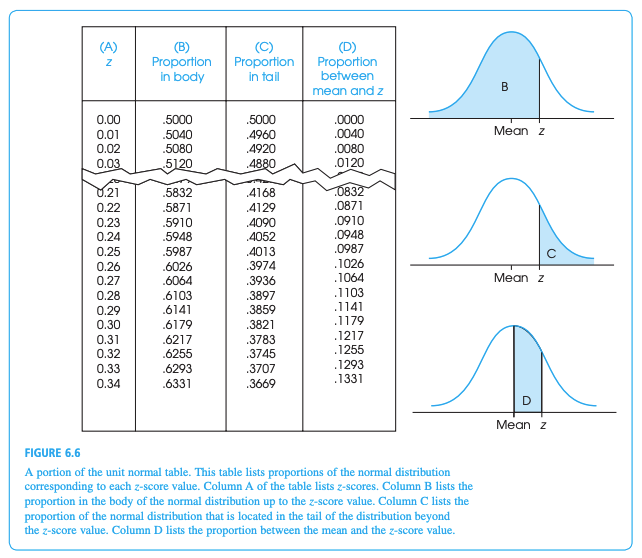 (A) (B) (C) (D)
z Proportion Proportion Proportion
in body in tail between
mean and z
0.00 .5000 .5000 .0000
0.01 .5040 .4960 .0040
0.02 .5080 .4920 .0080
0.03 .5120 .4880 .0120
0.21 .5832 .4168 .0832
0.22 .5871 .4129 .0871
0.23 .5910 .4090 .0910
0.24 .5948 .4052 .0948
0.25 .5987 .4013 .0987
0.26 .6026 .3974 .1026
0.27 .6064 .3936 .1064
0.28 .6103 .3897 .1103
0.29 .6141 .3859 .1141
0.30 .6179 .3821 .1179
0.31 .6217 .3783 .1217
0.32 .6255 .3745 .1255
0.33 .6293 .3707 .1293
0.34 .6331 .3669 .1331
B
Mean z
C
Mean z
D
Mean z
FIGURE 6.6
A portion of the unit normal table. This table lists proportions of the normal distribution
corresponding to each z-score value. Column A of the table lists z-scores. Column B lists the
proportion in the body of the normal distribution up to the z-score value. Column C lists the
proportion of the normal distribution that is located in the tail of the distribution beyond
the z-score value. Column D lists the proportion between the mean and the z-score value.